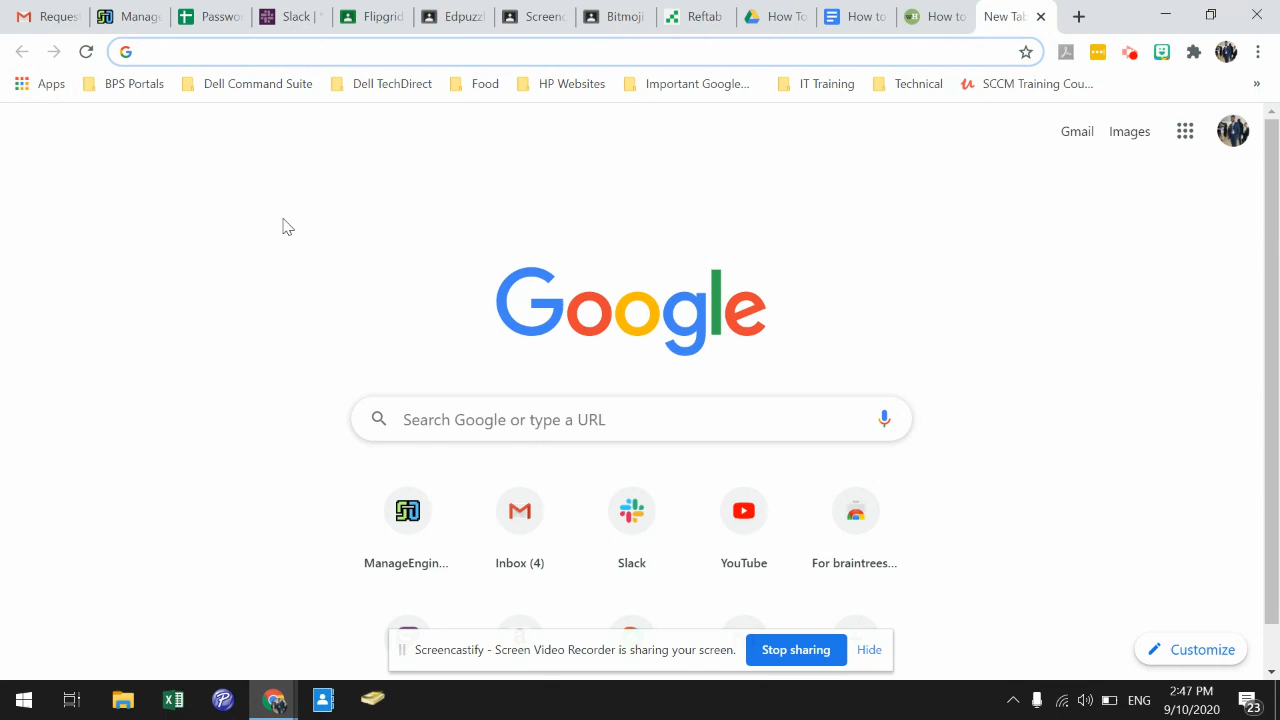 Reques
Manage
Passwor
Slack | *
Flipgrid
Edpuzzl
Screen
Bitmoji
Reftab
How To
How to
How to
New Tab
Apps
BPS Portals
Dell Command Suite
Dell TechDirect
Food
HP Websites
Important Google...
IT Training
Technical
SCCM Training Cou...
»
Gmail
Images
Google
Search Google or type a URL
ManageEngin...
Inbox (4)
Slack
YouTube
For braintrees...
Screencastify - Screen Video Recorder is sharing your screen.
Stop sharing
Hide
Customize
ENG
2:47 PM
9/10/2020
23